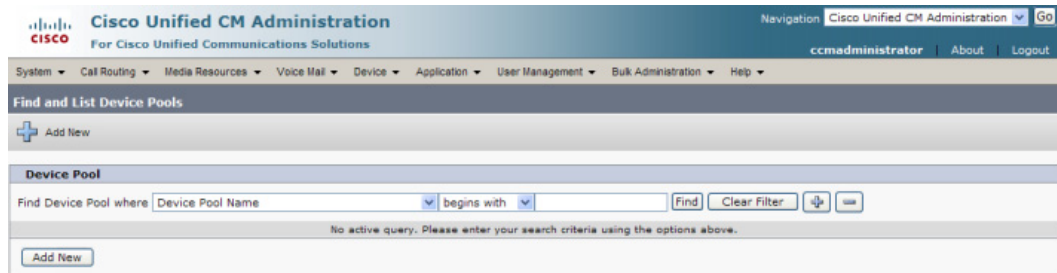 Cisco Unified CM Administration
Navigation Cisco Unified CM Administration Go
CISCO
For Cisco Unified Communications Solutions
ccmadministrator About Logout
System Call Routing Media Resources Voice Mail Device Application User Management Bulk Administration Help
Find and List Device Pools
Add New
Device Pool
Find Device Pool where Device Pool Name begins with Find Clear Filter
No active query. Please enter your search criteria using the options above.
Add New